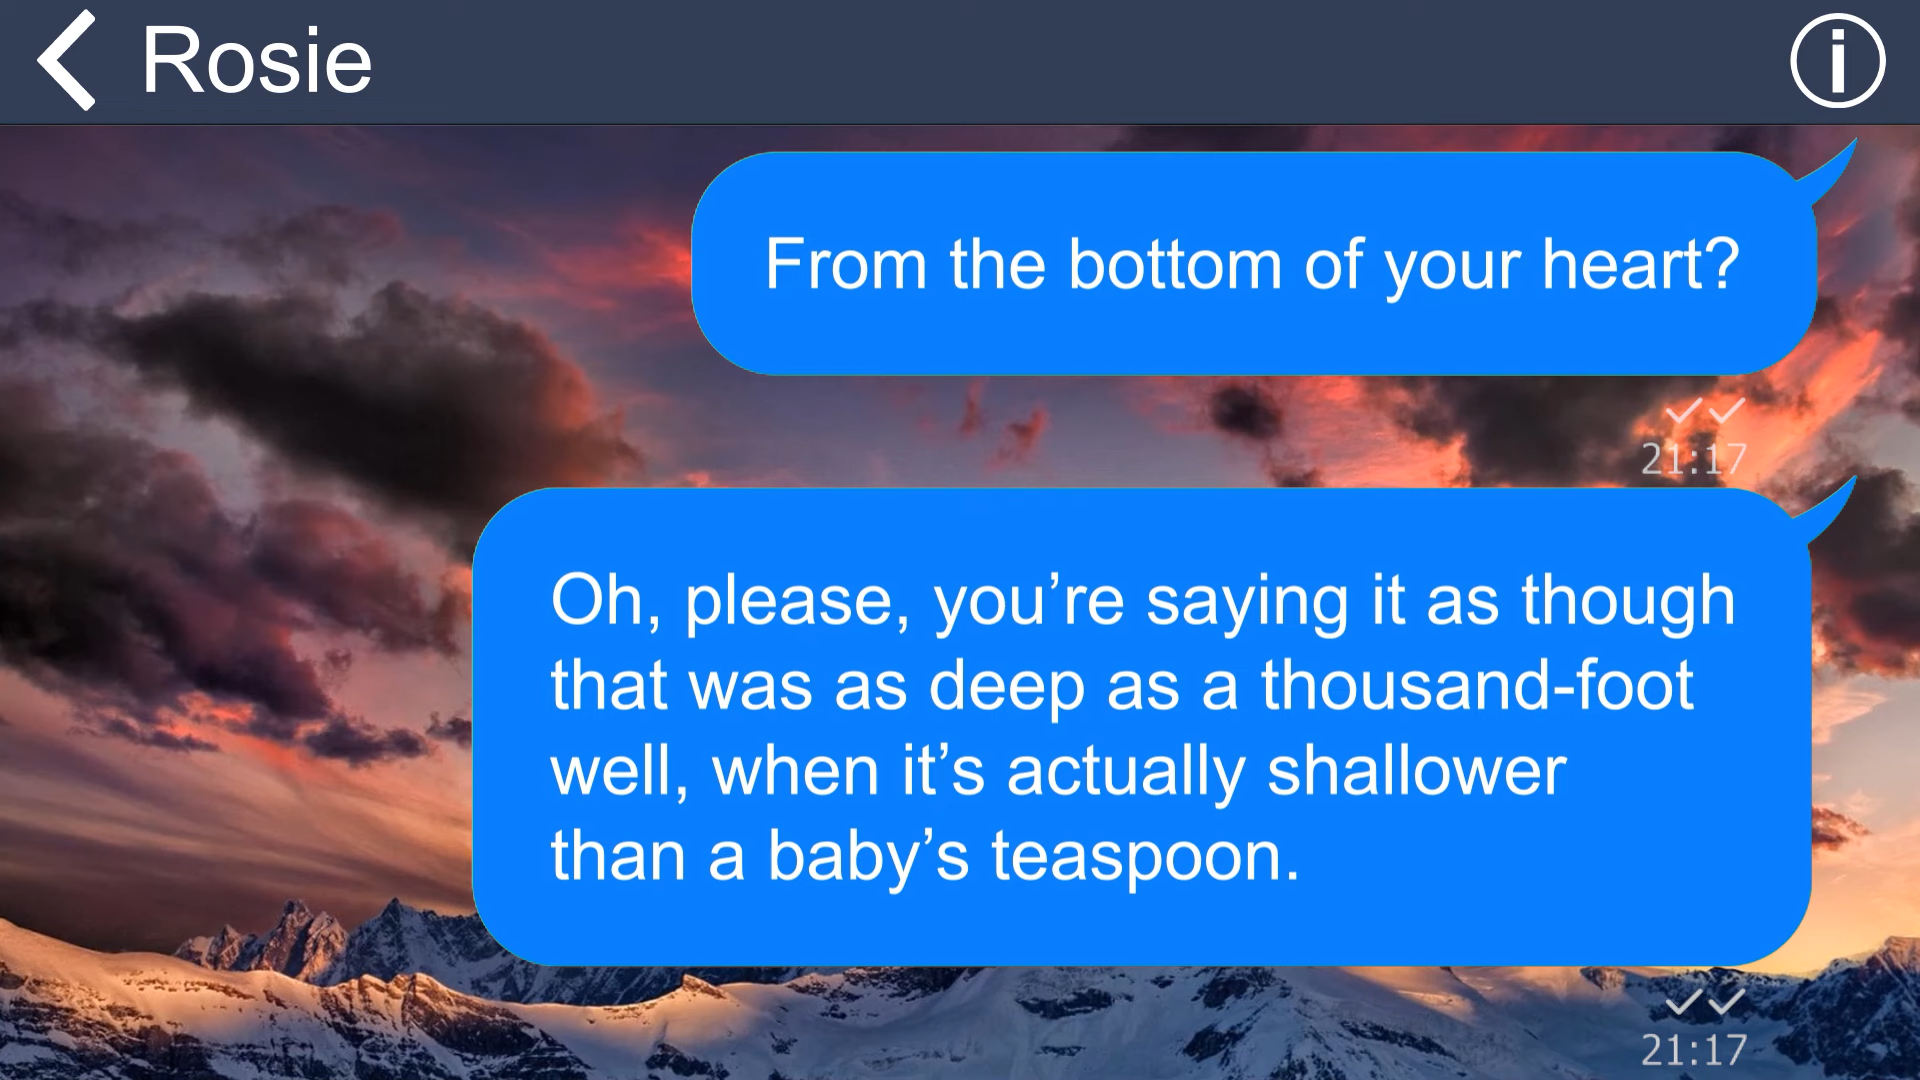 Rosie
From the bottom of your heart?
21:17
Oh, please, you’re saying it as though
that was as deep as a thousand-foot
well, when it’s actually shallower
than a baby’s teaspoon.
21:17